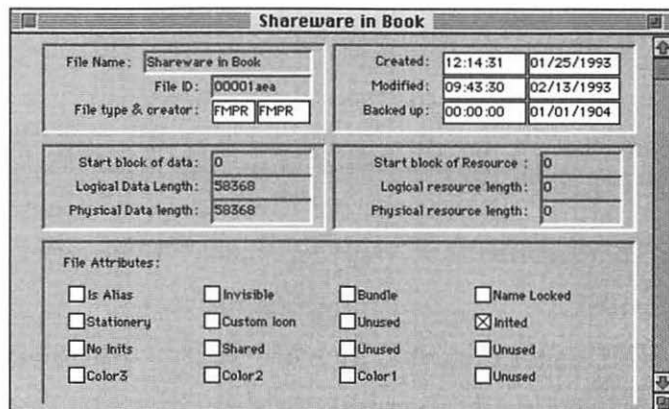 Shareware in Book
File Name: Shareware in Book
File ID: 00001aea
File type & creator: FMPR FMPR
Created: 12:14:31 01/25/1993
Modified: 09:43:30 02/13/1993
Backed up: 00:00:00 01/01/1904
Start block of data: 0
Logical Data Length: 58368
Physical Data length: 58368
Start block of Resource : 0
Logical resource length: 0
Physical resource length: 0
File Attributes:
Is Alias Invisible Bundle Name Locked
Stationery Custom Icon Unused Inited
No Inits Shared Unused Unused
Color3 Color2 Color1 Unused